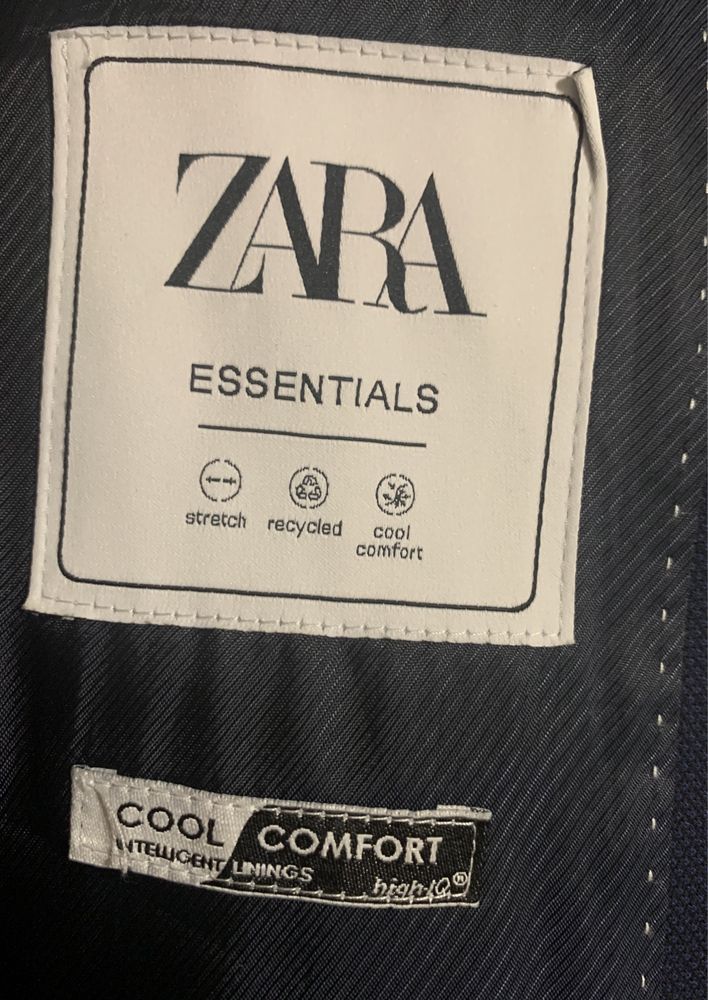 ZARA
ESSENTIALS
stretch recycled cool comfort
COOL COMFORT
INTELLIGENT LININGS
high-IQ®